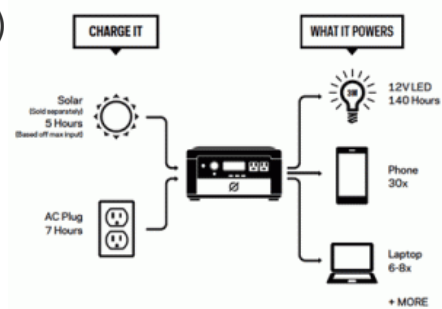 CHARGE IT
WHAT IT POWERS
Solar
(Sold separately)
5 Hours
(Based off max input)
AC Plug
7 Hours
3W
12V LED
140 Hours
Phone
30x
Laptop
6-8x
+ MORE